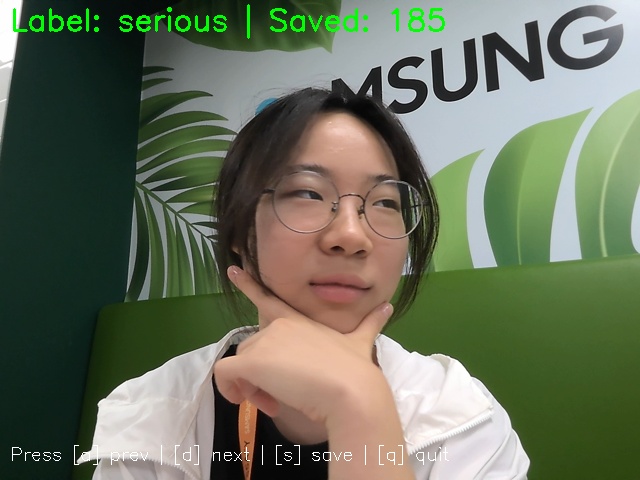 Label: serious | Saved: 185
MSUNG
Press [a] prev | [d] next | [s] save | [q] quit